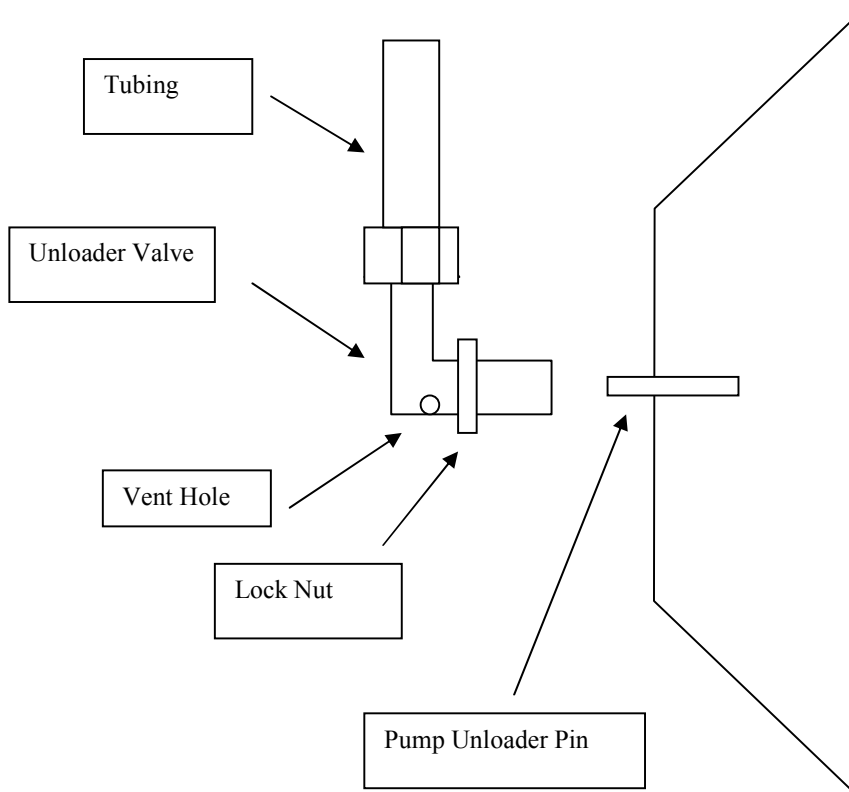 Tubing
Unloader Valve
Vent Hole
Lock Nut
Pump Unloader Pin